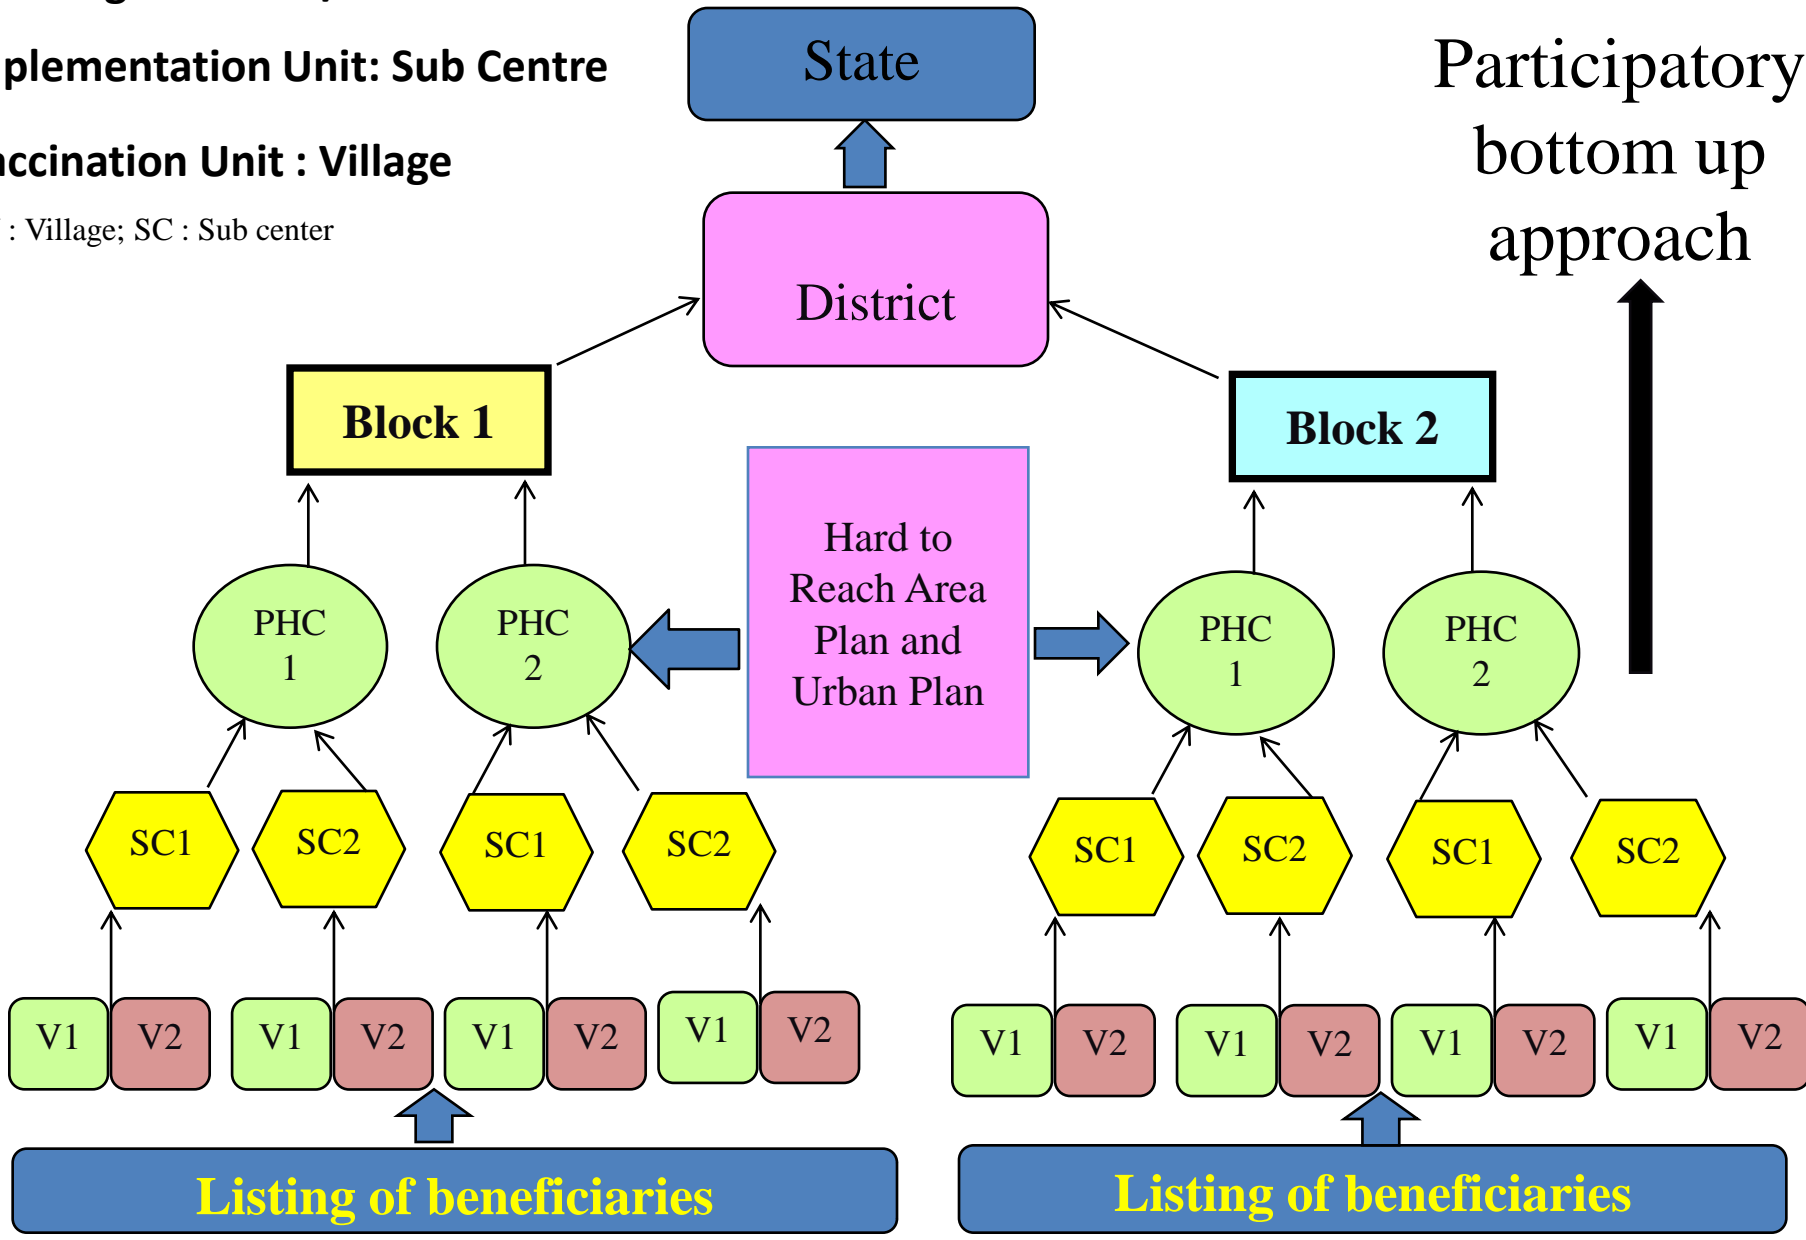 plementation Unit: Sub Centre
accination Unit : Village
: Village; SC : Sub center
State
Participatory
bottom up
approach
District
Block 1
Block 2
Hard to
Reach Area
Plan and
Urban Plan
PHC
1
PHC
2
PHC
1
PHC
2
SC1
SC2
SC1
SC2
SC1
SC2
SC1
SC2
V1
V2
V1
V2
V1
V2
V1
V2
V1
V2
V1
V2
V1
V2
V1
V2
Listing of beneficiaries
Listing of beneficiaries